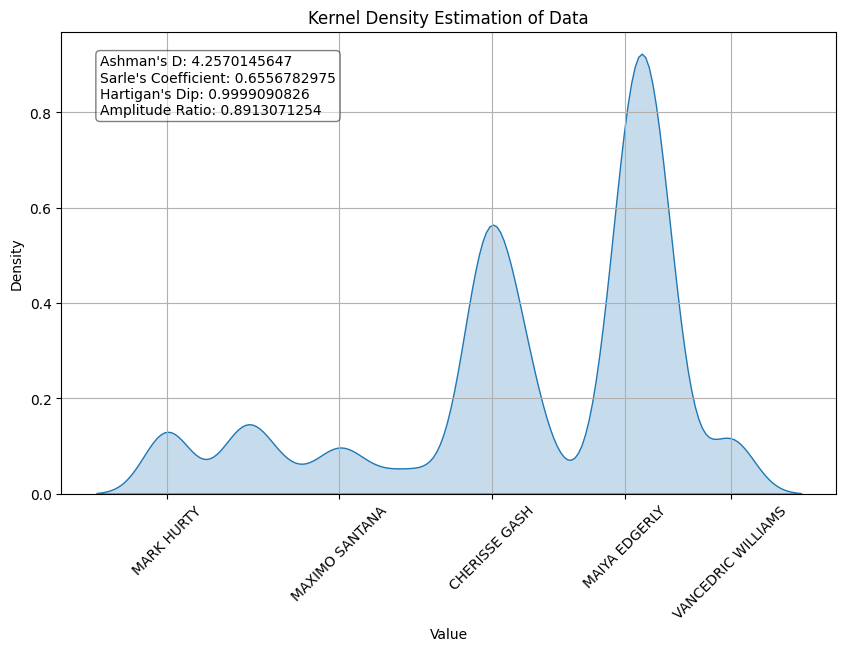 Kernel Density Estimation of Data
Ashman's D: 4.2570145647
Sarle's Coefficient: 0.6556782975
Hartigan's Dip: 0.9999090826
Amplitude Ratio: 0.8913071254
Density
0.8
0.6
0.4
0.2
0.0
MARK HURTY
MAXIMO SANTANA
CHERISSE GASH
MAIYA EDGERLY
VANCEDRIC WILLIAMS
Value